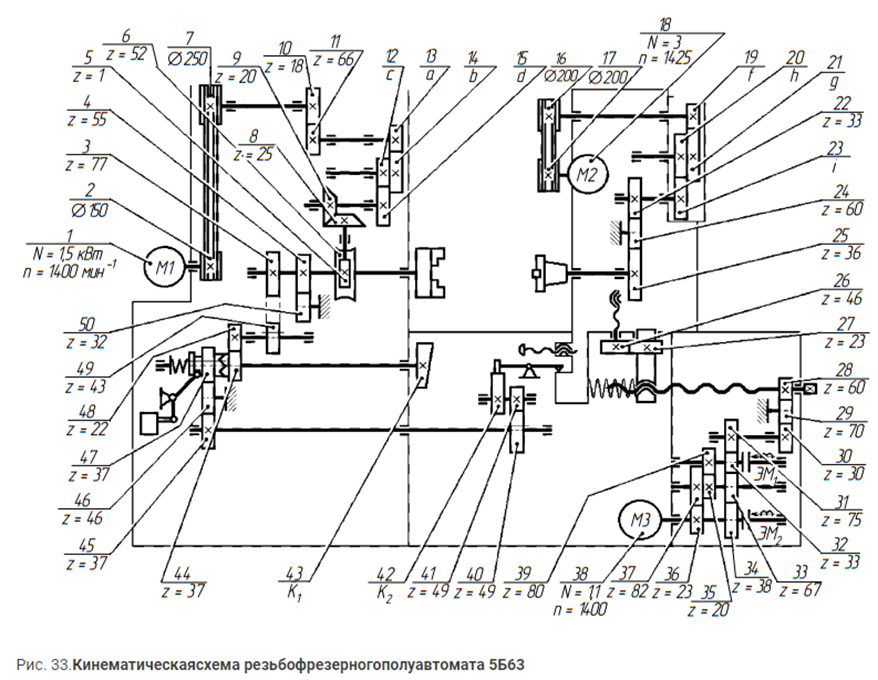 6
z = 52
7
Ø 250
9
z = 20
10
z = 18
11
z = 66
12
c
13
a
14
b
15
d
16
Ø200
17
Ø 200
18
N = 3
n = 1425
19
f
20
h
21
g
5
z = 1
4
z = 55
3
z = 77
2
Ø 150
1
N = 1,5 кВт
n = 1400 мин⁻¹
8
z = 25
M1
M2
22
z = 33
23
i
24
z = 60
25
z = 36
26
z = 46
27
z = 23
28
z = 60
29
z = 70
30
z = 30
31
z = 75
32
z = 33
50
z = 32
49
z = 43
48
z = 22
47
z = 37
46
z = 46
45
z = 37
ЭМ₁
ЭМ₂
M3
44
z = 37
43
K₁
42
K₂
41
z = 49
40
z = 49
39
z = 80
38
N = 1,1
n = 1400
37
z = 82
36
z = 23
35
z = 20
34
z = 38
33
z = 67
Рис. 33.Кинематическаясхема резьбофрезерногополуавтомата 5Б63